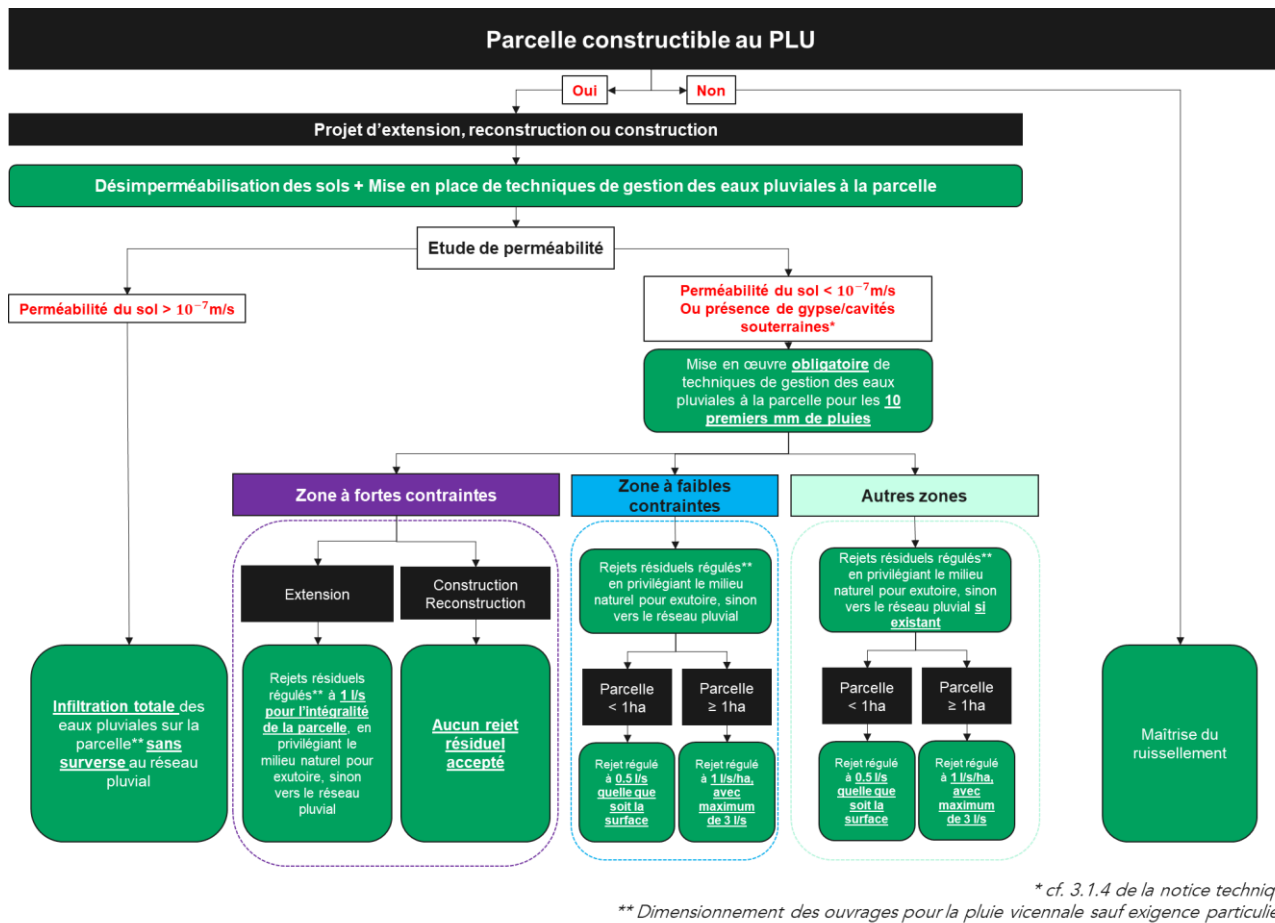 Parcelle constructible au PLU
Oui
Non
Projet d'extension, reconstruction ou construction
Désimperméabilisation des sols + Mise en place de techniques de gestion des eaux pluviales à la parcelle
Etude de perméabilité
Perméabilité du sol > 10⁻⁷m/s
Perméabilité du sol < 10⁻⁷m/s
Ou présence de gypse/cavités
souterraines*
Mise en œuvre obligatoire de
techniques de gestion des eaux
pluviales à la parcelle pour les 10
premiers mm de pluies
Zone à fortes contraintes
Zone à faibles
contraintes
Autres zones
Extension
Construction
Reconstruction
Rejets résiduels régulés**
en privilégiant le milieu
naturel pour exutoire, sinon
vers le réseau pluvial
Rejets résiduels régulés**
en privilégiant le milieu
naturel pour exutoire, sinon
vers le réseau pluvial si
existant
Parcelle
< 1ha
Parcelle
≥ 1ha
Parcelle
< 1ha
Parcelle
≥ 1ha
Infiltration totale des
eaux pluviales sur la
parcelle** sans
surverse au réseau
pluvial
Rejets résiduels
régulés** à 1 l/s
pour l'intégralité
de la parcelle, en
privilégiant le
milieu naturel pour
exutoire, sinon
vers le réseau
pluvial
Aucun rejet
résiduel
accepté
Rejet régulé
à 0.5 l/s
quelle que
soit la
surface
Rejet régulé
à 1 l/s/ha,
avec
maximum
de 3 l/s
Rejet régulé
à 0.5 l/s
quelle que
soit la
surface
Rejet régulé
à 1 l/s/ha,
avec
maximum
de 3 l/s
Maîtrise du
ruissellement
* cf. 3.1.4 de la notice techniq
** Dimensionnement des ouvrages pour la pluie vicennale sauf exigence particuliè